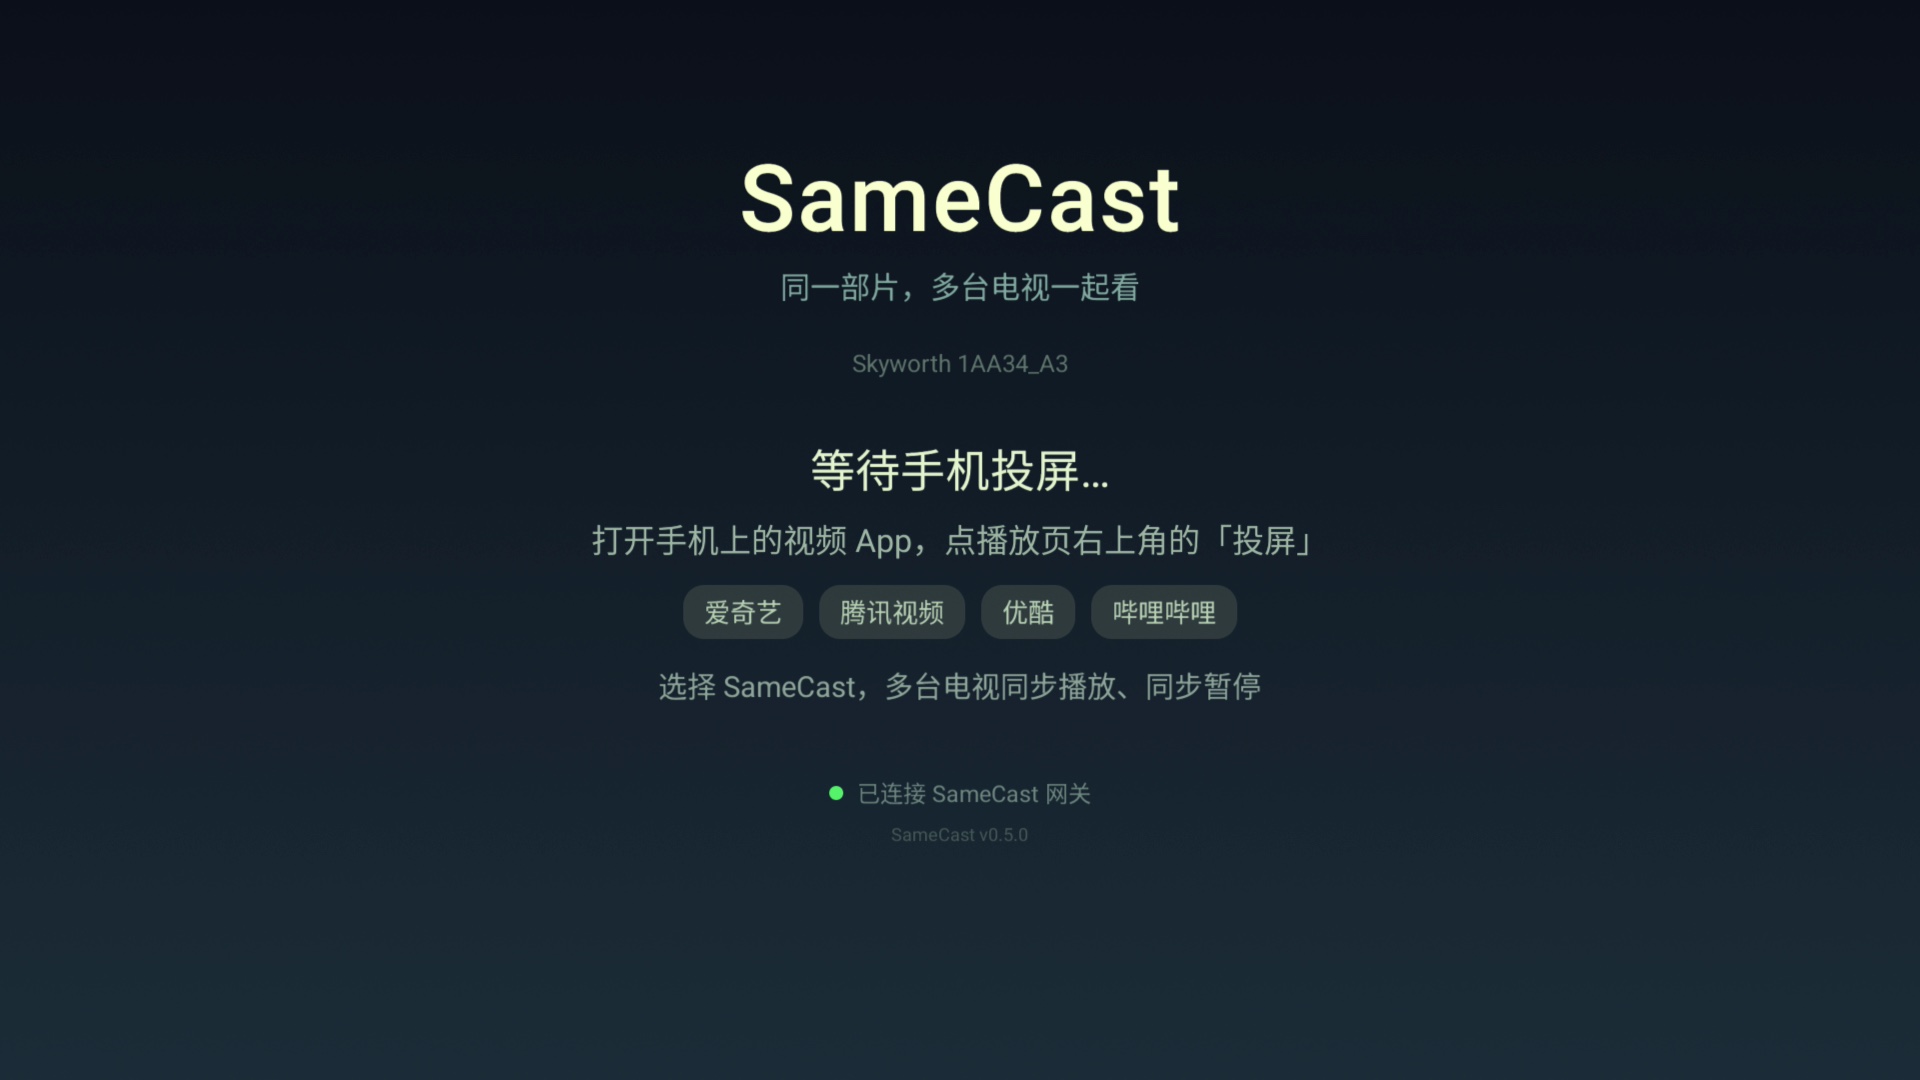 SameCast
同一部片，多台电视一起看
Skyworth 1AA34_A3
等待手机投屏...
打开手机上的视频 App，点播放页右上角的「投屏」
爱奇艺 腾讯视频 优酷 哔哩哔哩
选择 SameCast，多台电视同步播放、同步暂停
已连接 SameCast 网关
SameCast v0.5.0